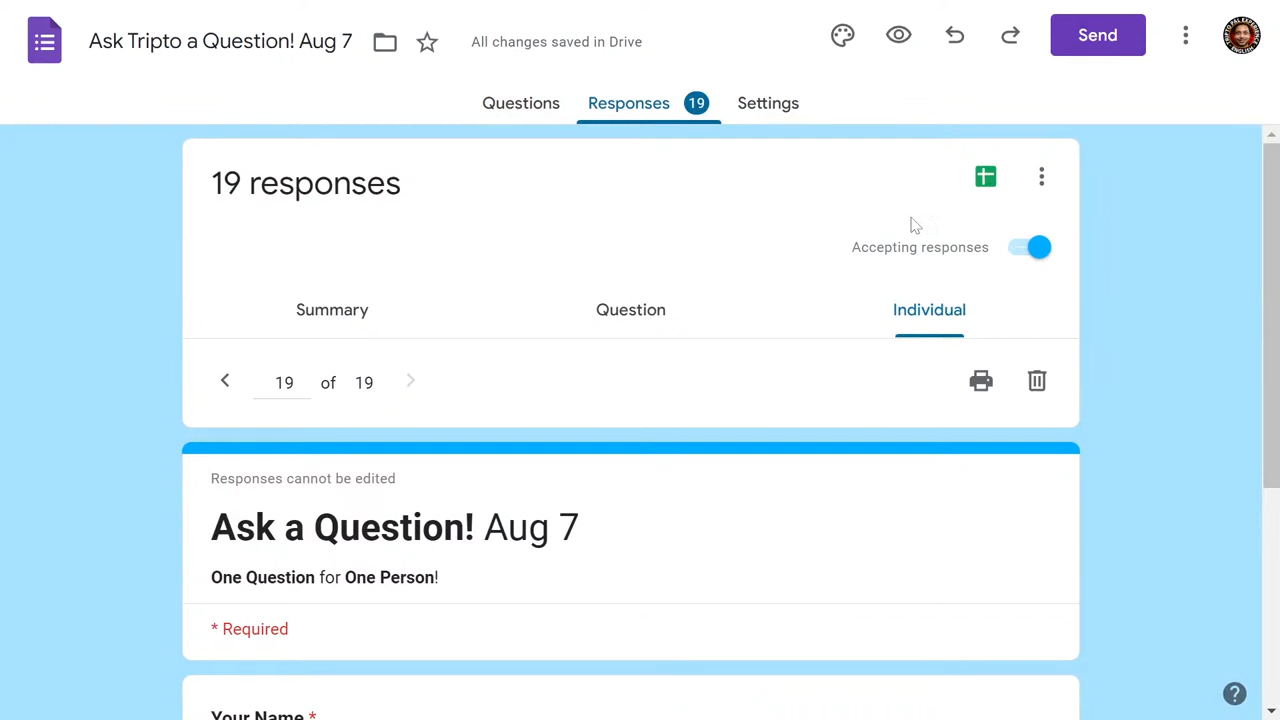 Ask Tripto a Question! Aug 7
All changes saved in Drive
Send
Questions
Responses 19
Settings
19 responses
Accepting responses
Summary
Question
Individual
19 of 19
Responses cannot be edited
Ask a Question! Aug 7
One Question for One Person!
* Required
Your Name *